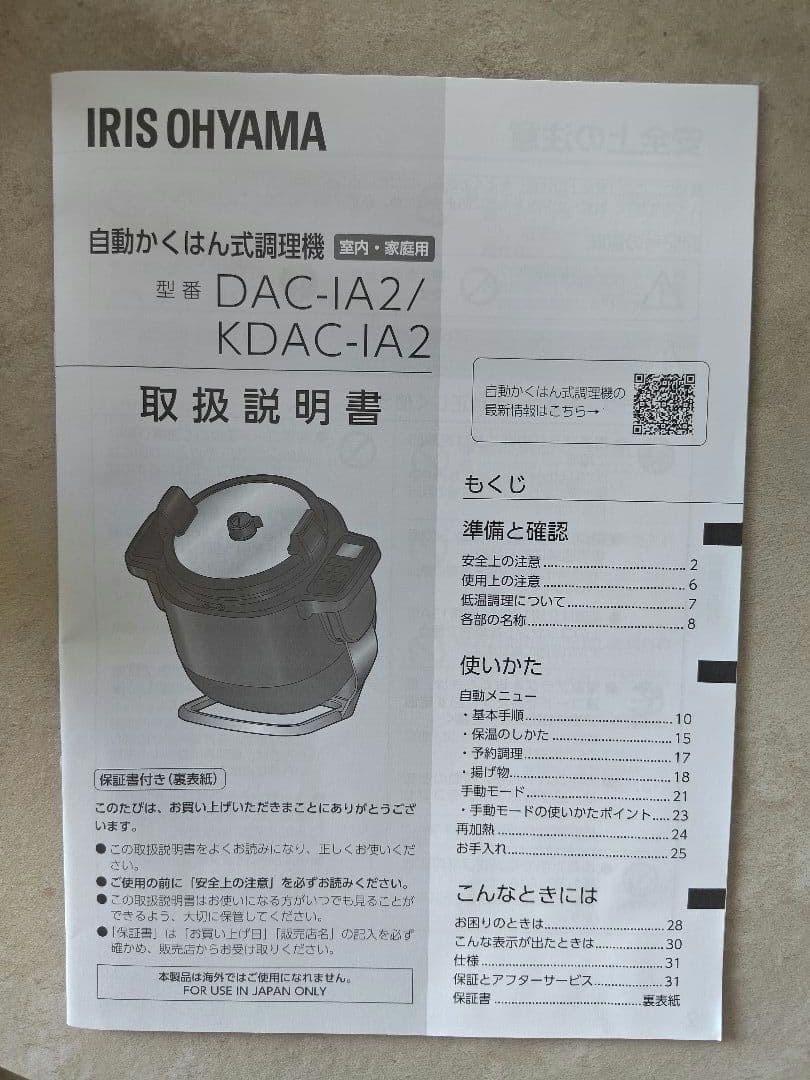 IRIS OHYAMA
自動かくはん式調理機 室内・家庭用
型番 DAC-IA2/
KDAC-IA2
取扱説明書
保証書付き(裏表紙)
このたびは、お買い上げいただきまことにありがとうござ
います。
●この取扱説明書をよくお読みになり、正しくお使いくだ
さい。
●ご使用の前に「安全上の注意」を必ずお読みください。
●この取扱説明書はお使いになる方がいつでも見ることが
できるよう、大切に保管してください。
●「保証書」は「お買い上げ日」「販売店名」の記入を必ず
確かめ、販売店からお受け取りください。
本製品は海外ではご使用になれません。
FOR USE IN JAPAN ONLY
自動かくはん式調理機の
最新情報はこちら→
もくじ
準備と確認
安全上の注意 2
使用上の注意 6
低温調理について 7
各部の名称 8
使いかた
自動メニュー
・基本手順 10
・保温のしかた 15
・予約調理 17
・揚げ物 18
手動モード 21
・手動モードの使いかたポイント 23
再加熱 24
お手入れ 25
こんなときには
お困りのときは 28
こんな表示が出たときは 30
仕様 31
保証とアフターサービス 31
保証書 裏表紙